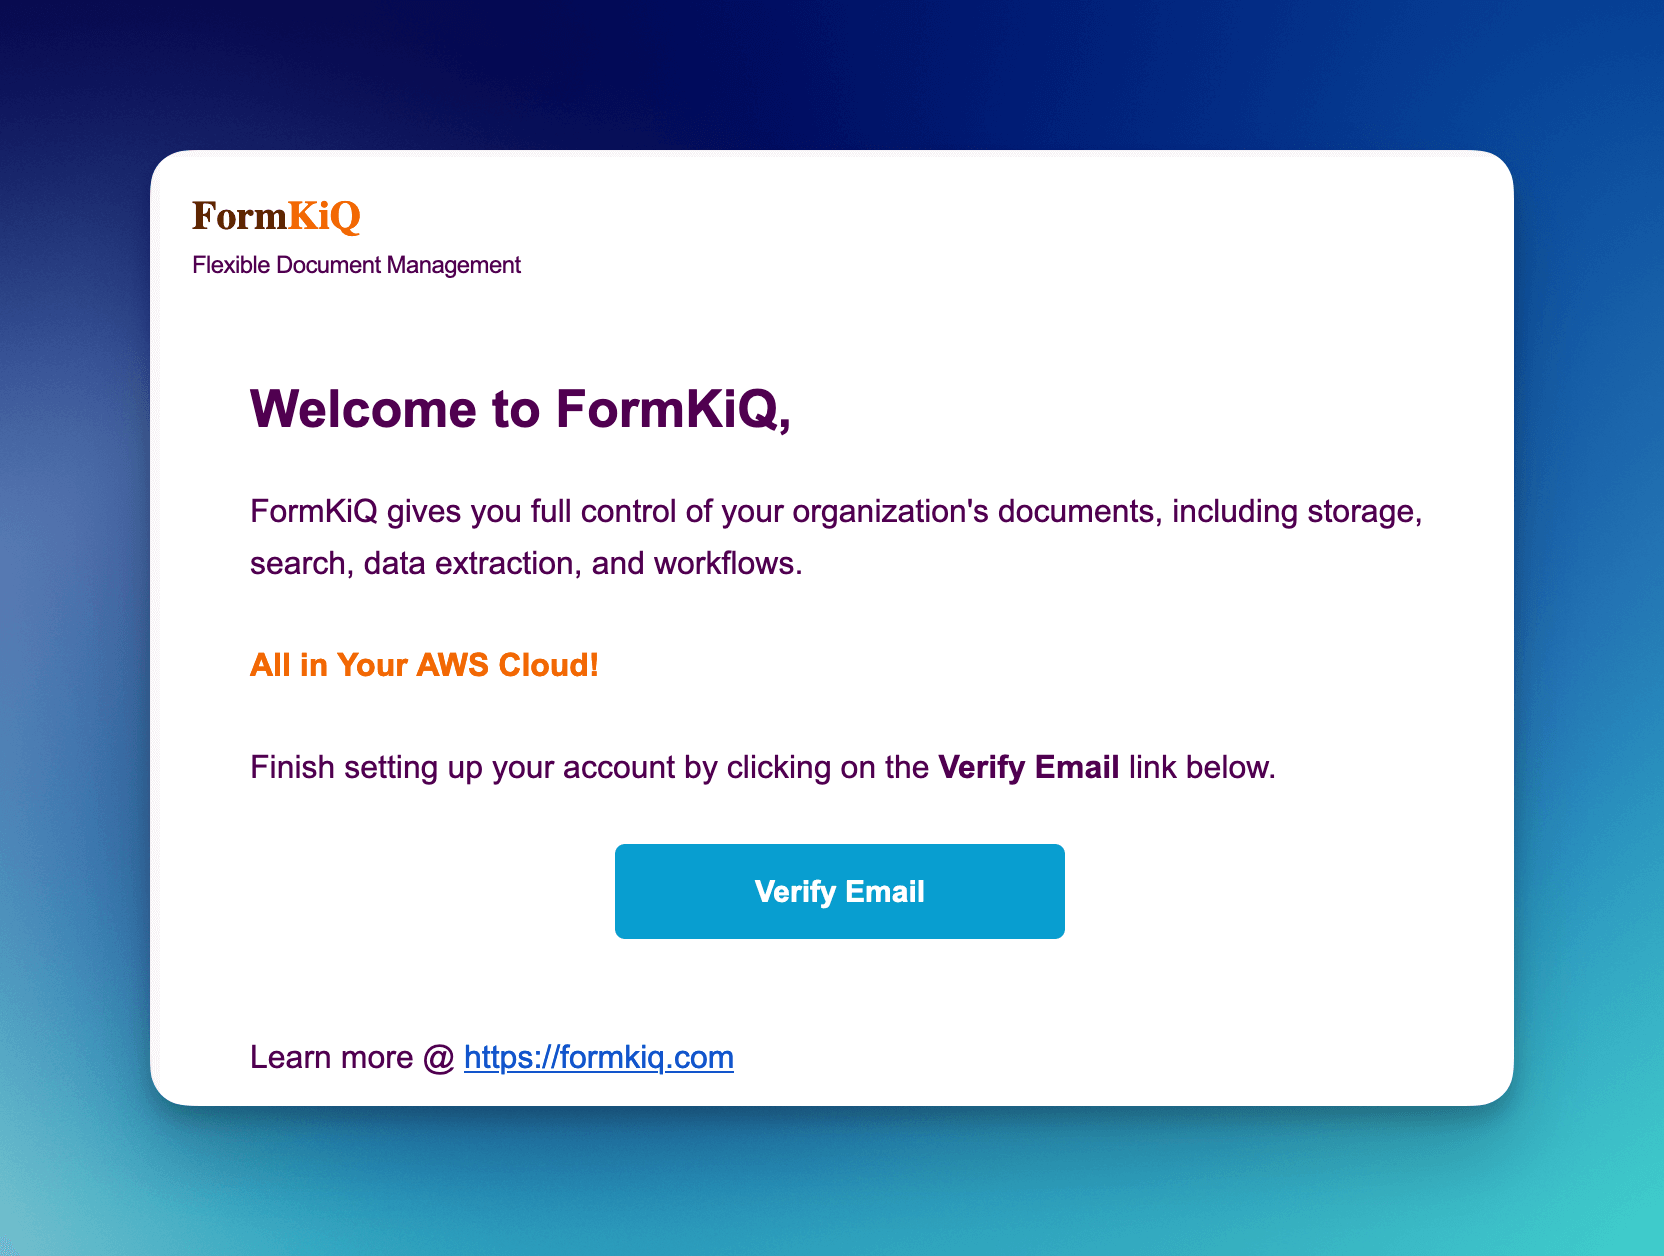 FormKiQ
Flexible Document Management
Welcome to FormKiQ,
FormKiQ gives you full control of your organization's documents, including storage,
search, data extraction, and workflows.
All in Your AWS Cloud!
Finish setting up your account by clicking on the Verify Email link below.
Verify Email
Learn more @ https://formkiq.com